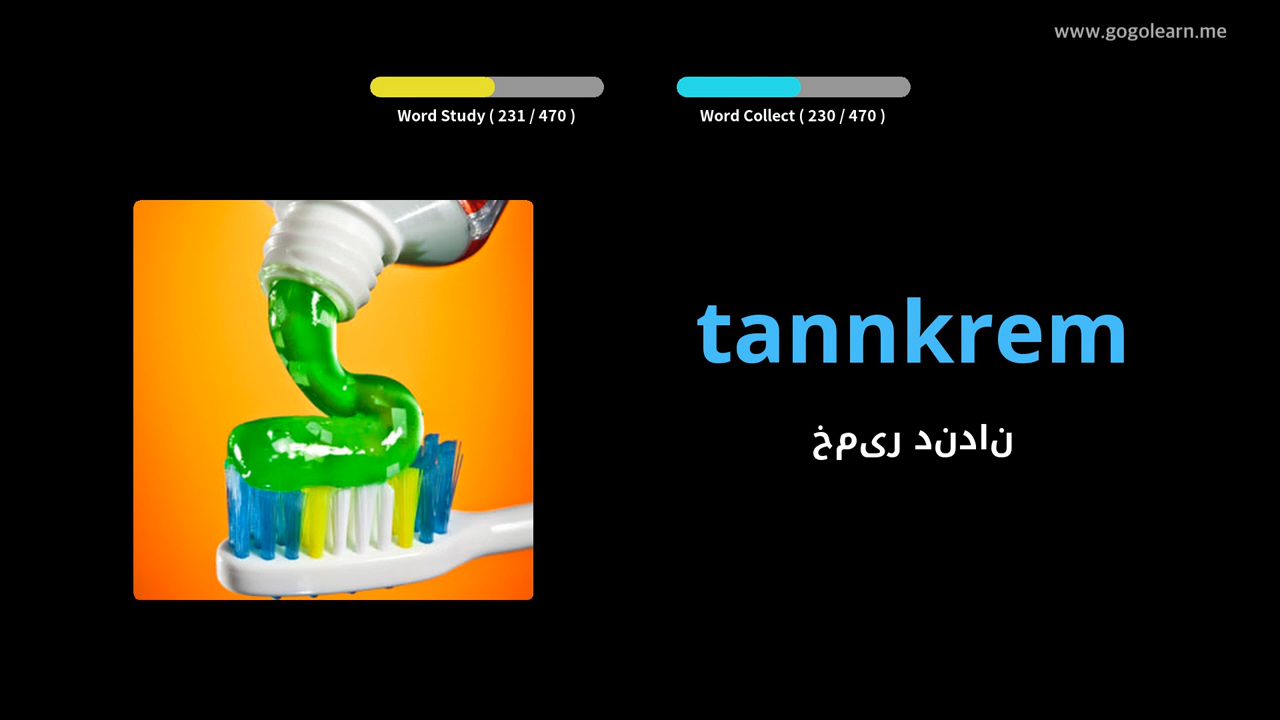 www.gogolearn.me
Word Study ( 231 / 470 )
Word Collect ( 230 / 470 )
tannkrem
خمیر دندان